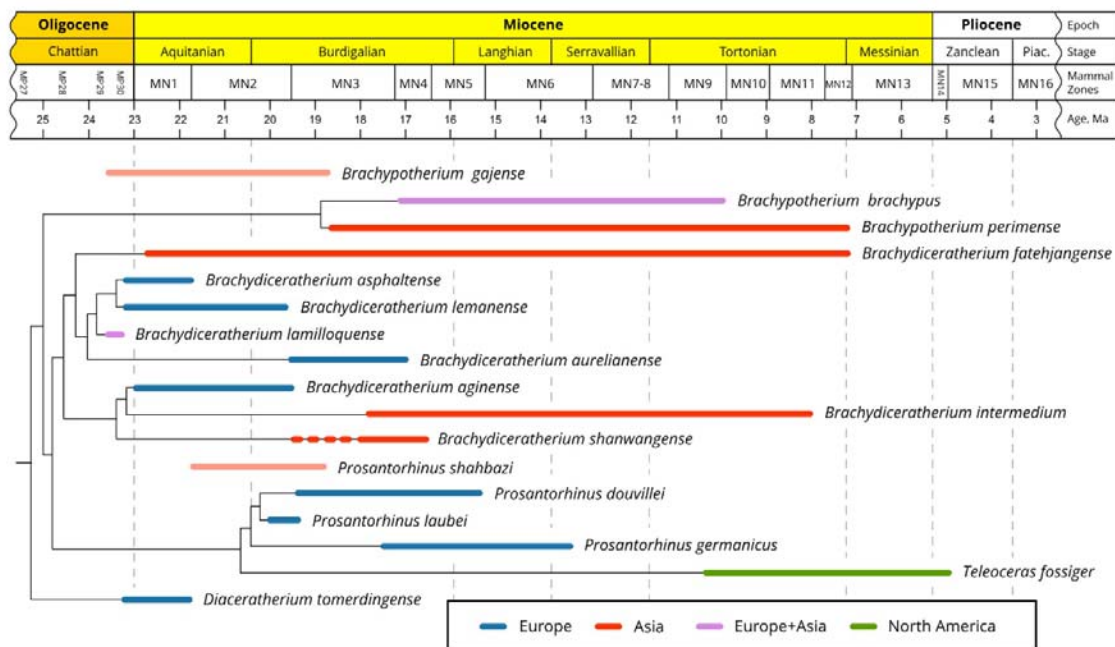 Oligocene Miocene Pliocene Epoch
Chattian Aquitanian Burdigalian Langhian Serravallian Tortonian Messinian Zanclean Piac. Stage
MP27 MP28 MP29 MP30 MN1 MN2 MN3 MN4 MN5 MN6 MN7-8 MN9 MN10 MN11 MN12 MN13 MN14 MN15 MN16 Mammal Zones
25 24 23 22 21 20 19 18 17 16 15 14 13 12 11 10 9 8 7 6 5 4 3 Age, Ma
Brachypotherium gajense
Brachypotherium brachypus
Brachypotherium perimense
Brachydiceratherium fatehjangense
Brachydiceratherium asphaltense
Brachydiceratherium lemanense
Brachydiceratherium lamilloquense
Brachydiceratherium aurelianense
Brachydiceratherium aginense
Brachydiceratherium intermedium
Brachydiceratherium shanwangense
Prosantorhinus shahbazi
Prosantorhinus douvillei
Prosantorhinus laubei
Prosantorhinus germanicus
Teleoceras fossiger
Diaceratherium tomerdingense
Europe Asia Europe+Asia North America